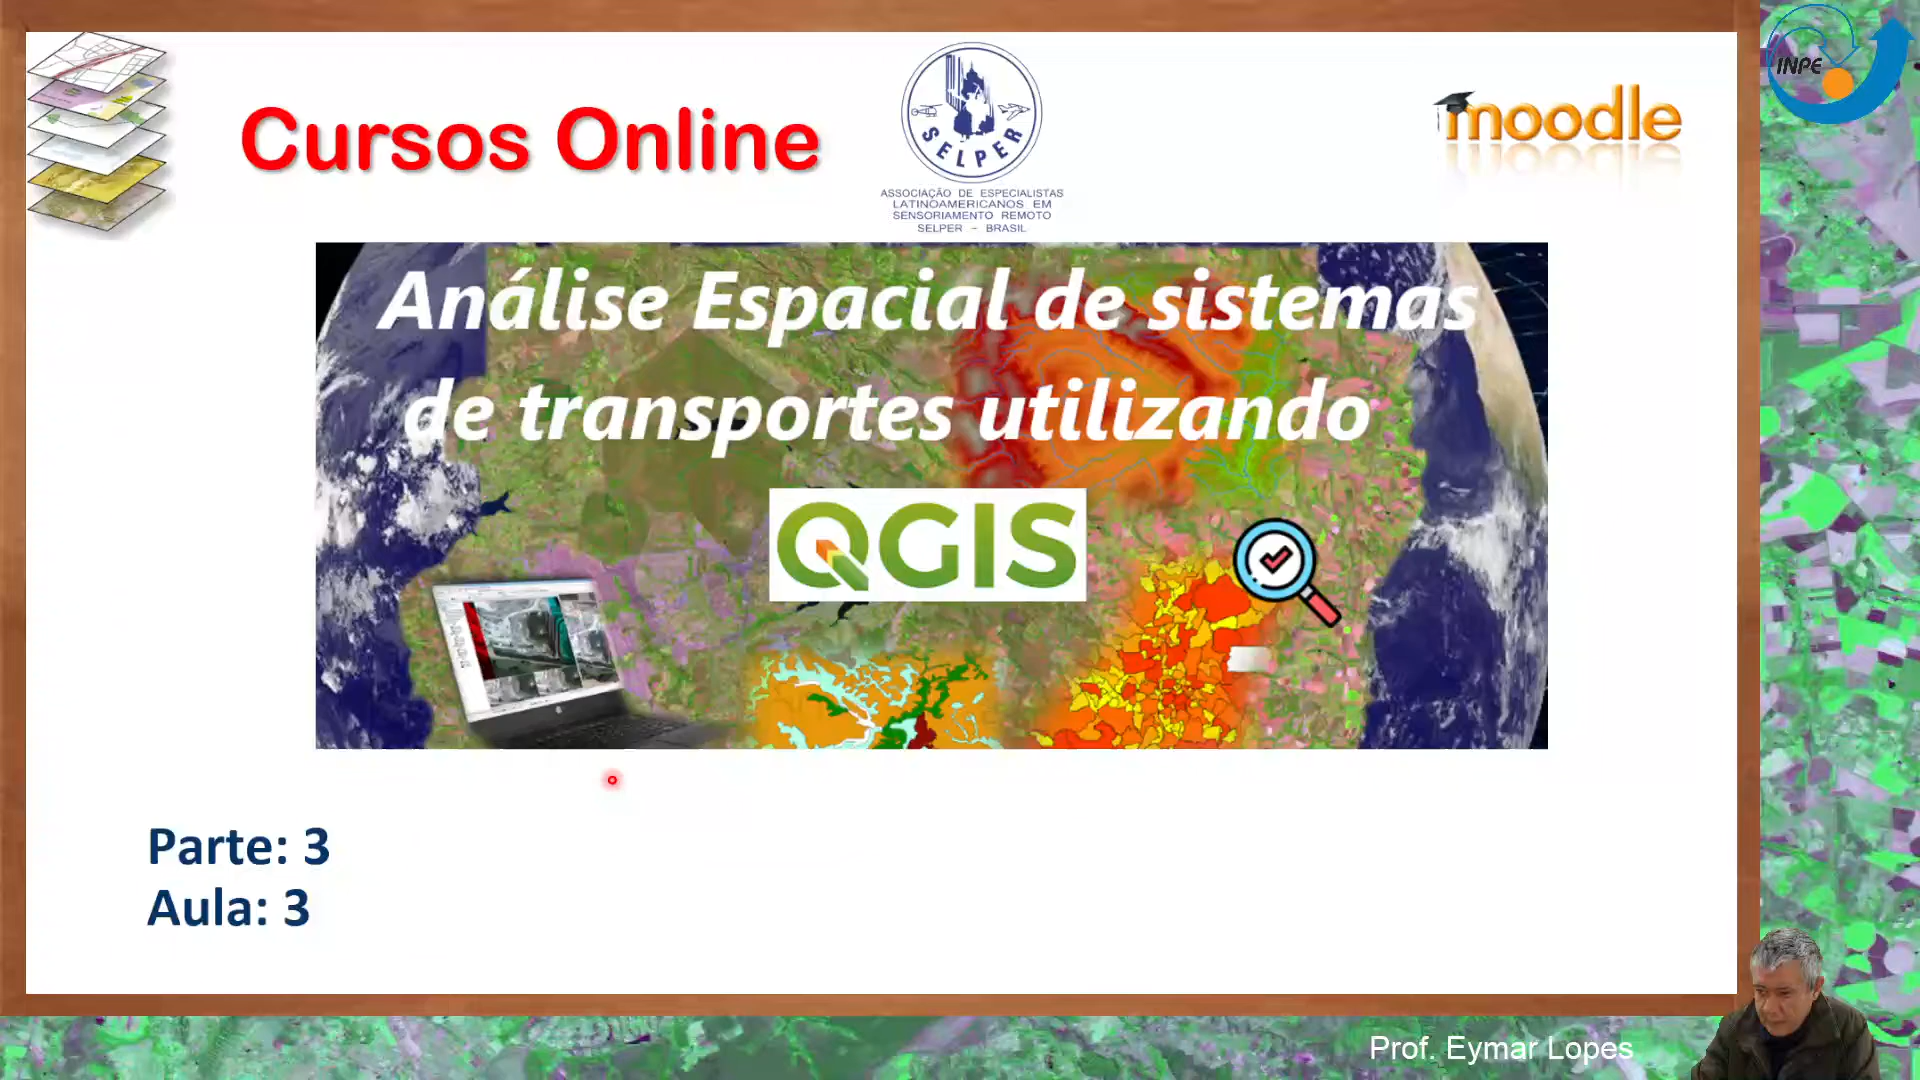 Cursos Online
SELPER
ASSOCIAÇÃO DE ESPECIALISTAS
LATINOAMERICANOS EM
SENSORIAMENTO REMOTO
SELPER - BRASIL
moodle
INPE
Análise Espacial de sistemas
de transportes utilizando
QGIS
Parte: 3
Aula: 3
Prof. Eymar Lopes